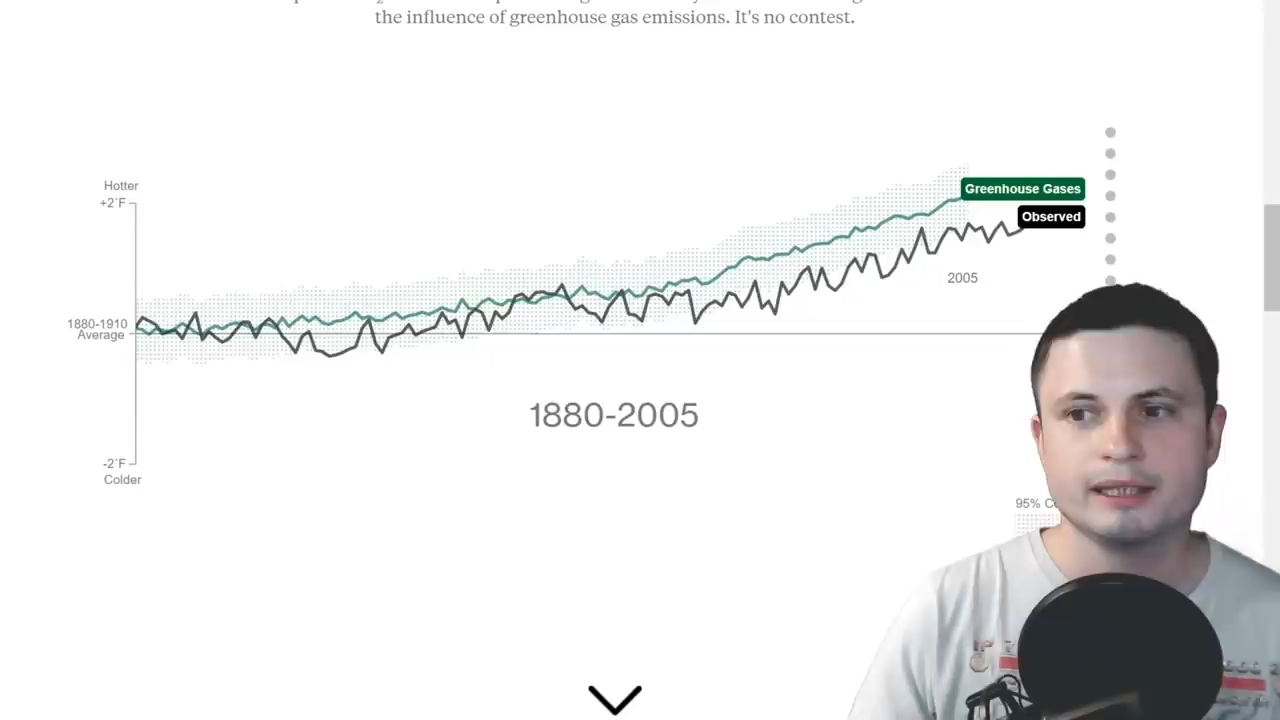 the influence of greenhouse gas emissions. It's no contest.
Hotter
+2°F
Greenhouse Gases
Observed
2005
1880-1910
Average
1880-2005
-2°F
Colder
95%